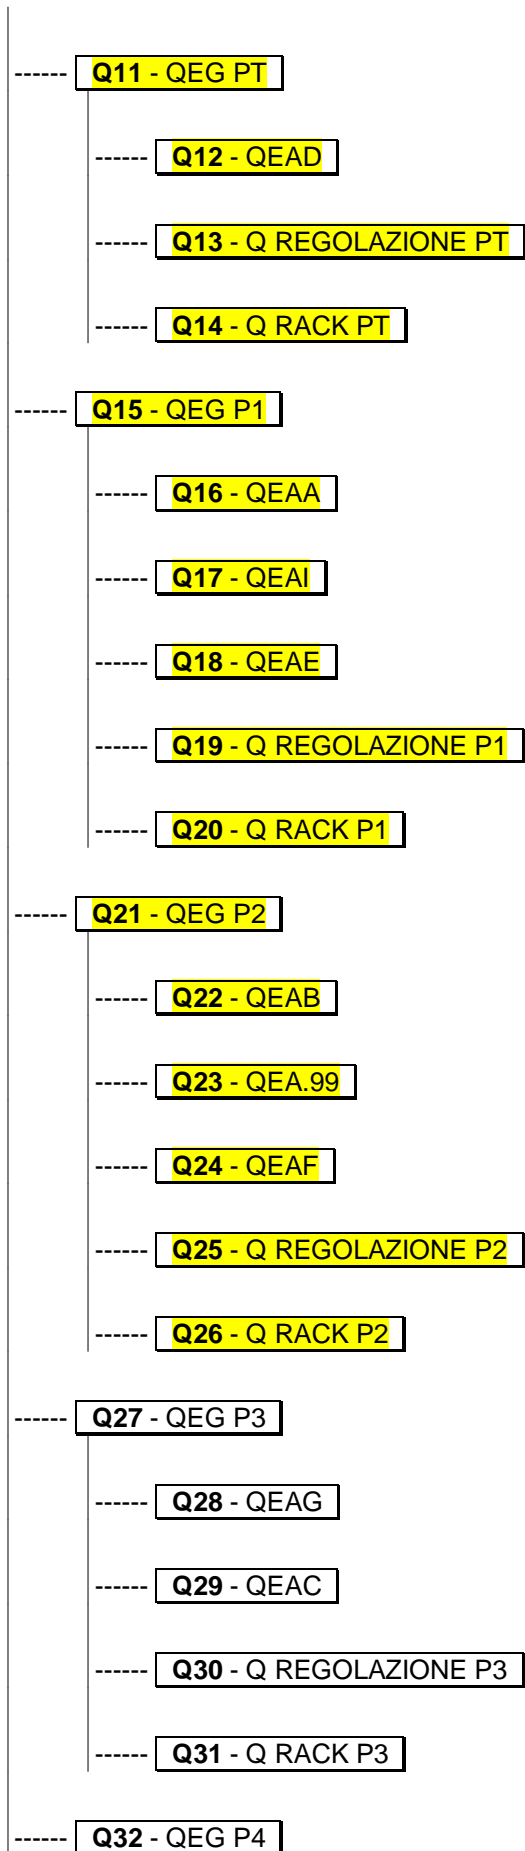 Q11 - QEG PT
Q12 - QEAD
Q13 - Q REGOLAZIONE PT
Q14 - Q RACK PT
Q15 - QEG P1
Q16 - QEAA
Q17 - QEAI
Q18 - QEAE
Q19 - Q REGOLAZIONE P1
Q20 - Q RACK P1
Q21 - QEG P2
Q22 - QEAB
Q23 - QEA.99
Q24 - QEAF
Q25 - Q REGOLAZIONE P2
Q26 - Q RACK P2
Q27 - QEG P3
Q28 - QEAG
Q29 - QEAC
Q30 - Q REGOLAZIONE P3
Q31 - Q RACK P3
Q32 - QEG P4